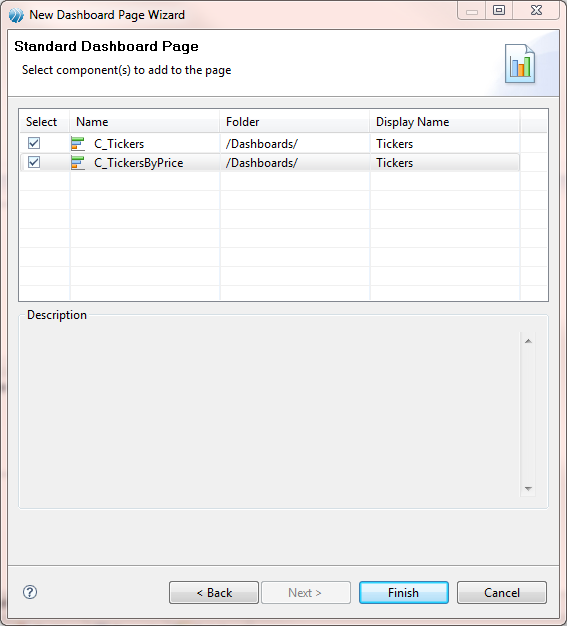 New Dashboard Page Wizard
Standard Dashboard Page
Select component(s) to add to the page
Select Name Folder Display Name
C_Tickers /Dashboards/ Tickers
C_TickersByPrice /Dashboards/ Tickers
Description
? < Back Next > Finish Cancel